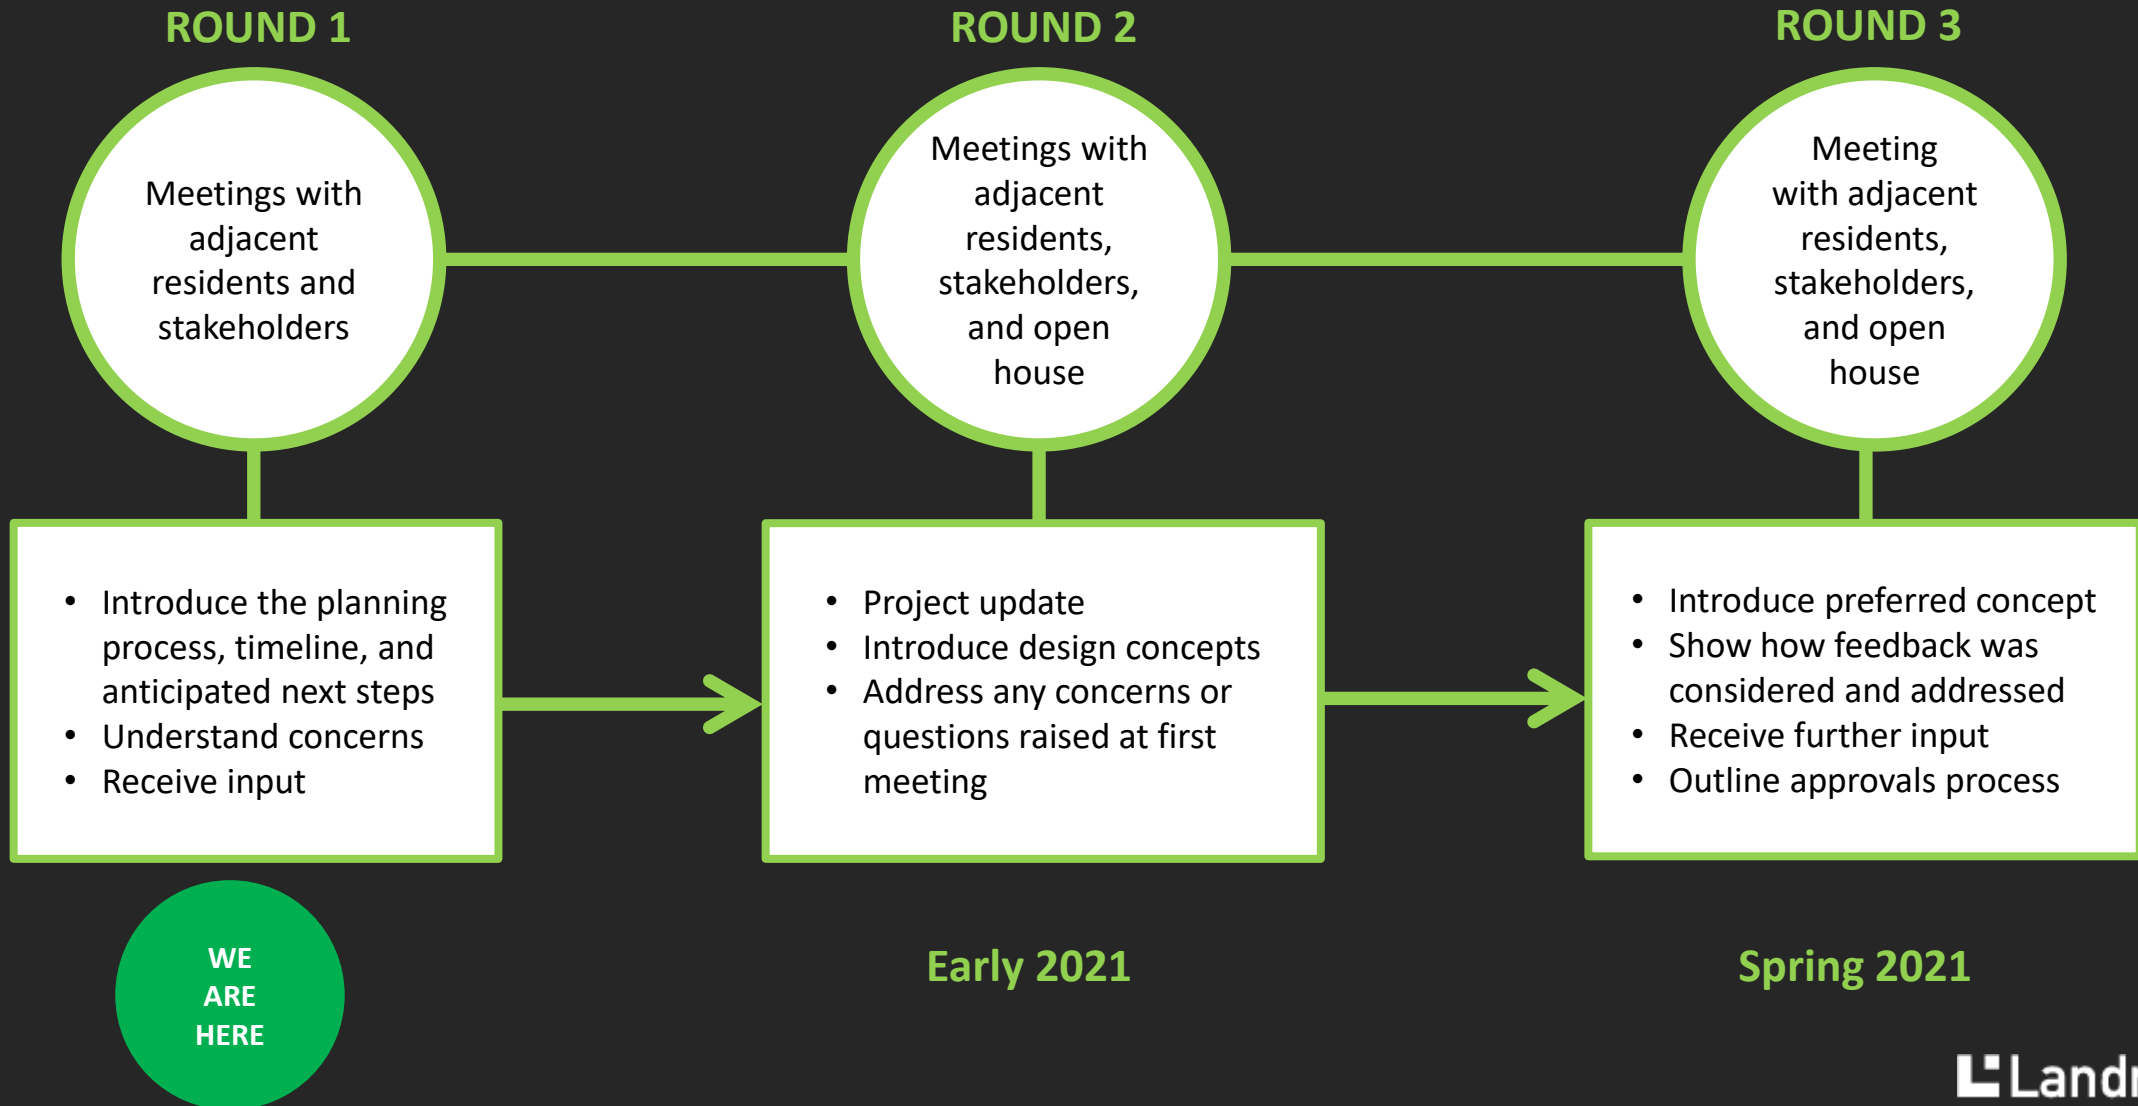 ROUND 1
Meetings with
adjacent
residents and
stakeholders
• Introduce the planning
process, timeline, and
anticipated next steps
• Understand concerns
• Receive input
WE
ARE
HERE
ROUND 2
Meetings with
adjacent
residents,
stakeholders,
and open
house
• Project update
• Introduce design concepts
• Address any concerns or
questions raised at first
meeting
Early 2021
ROUND 3
Meeting
with adjacent
residents,
stakeholders,
and open
house
• Introduce preferred concept
• Show how feedback was
considered and addressed
• Receive further input
• Outline approvals process
Spring 2021